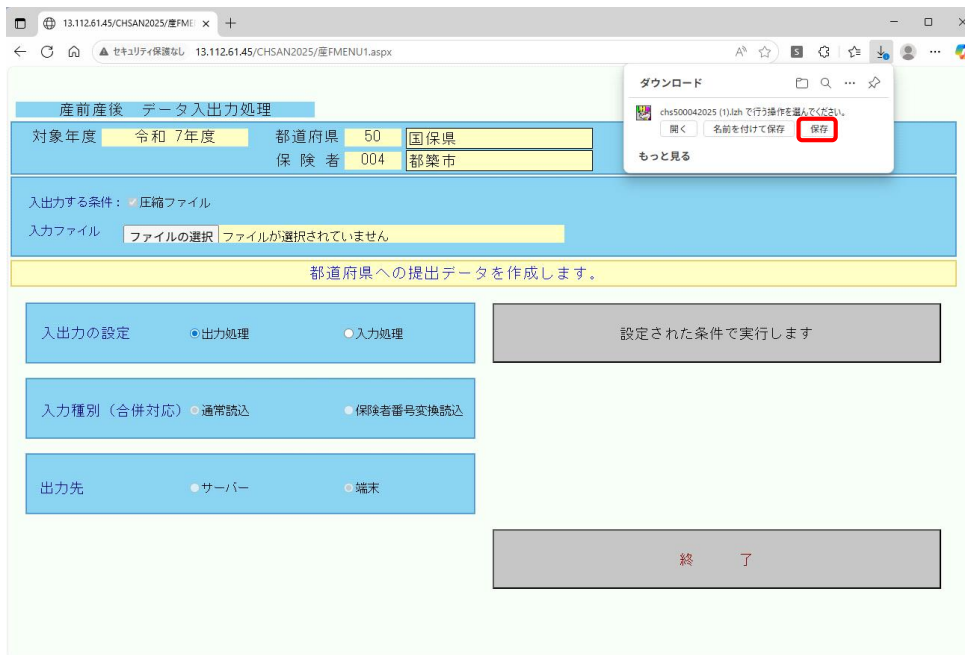 13.112.61.45/CHSAN2025/産FME
セキュリティ保護なし 13.112.61.45/CHSAN2025/産FMENU1.aspx
ダウンロード
chs500042025 (1).lzh で行う操作を選んでください。
開く 名前を付けて保存 保存
もっと見る
産前産後 データ入出力処理
対象年度 令和 7年度 都道府県 50 国保県
保 険 者 004 都築市
入出力する条件： 圧縮ファイル
入力ファイル ファイルの選択 ファイルが選択されていません
都道府県への提出データを作成します。
入出力の設定 出力処理 入力処理 設定された条件で実行します
入力種別（合併対応） 通常読込 保険者番号変換読込
出力先 サーバー 端末
終 了